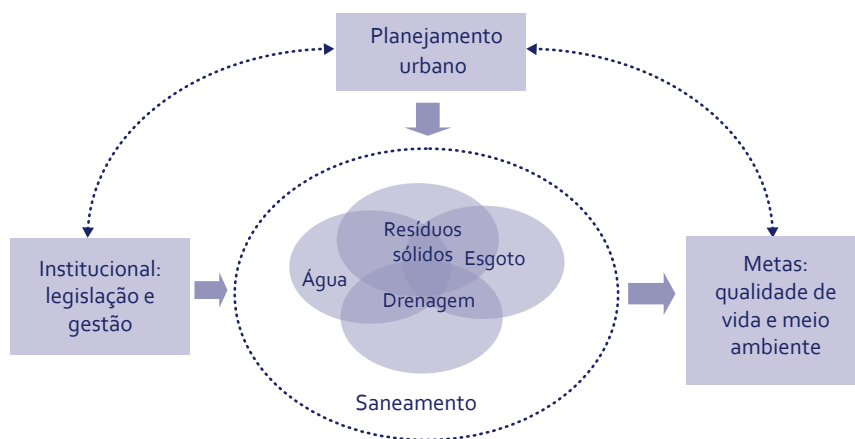 Planejamento
urbano
Institucional:
legislação e
gestão
Resíduos
sólidos
Água
Esgoto
Drenagem
Saneamento
Metas:
qualidade de
vida e meio
ambiente